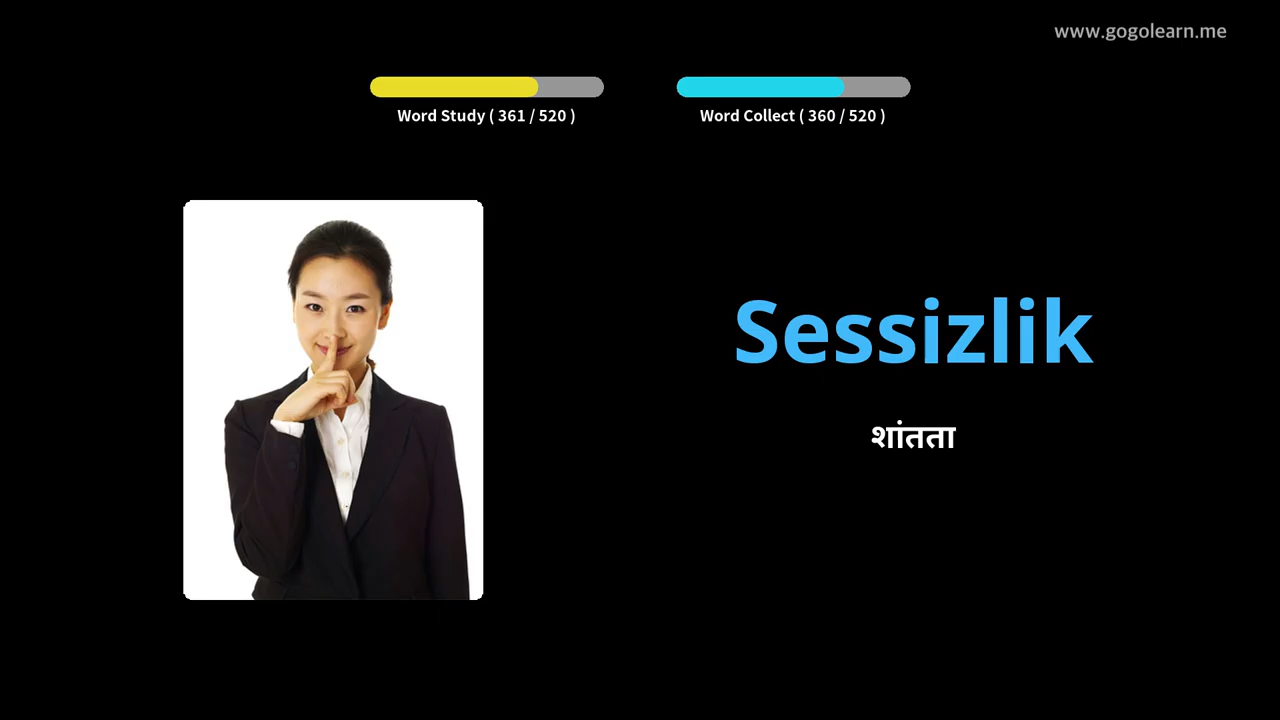 www.gogolearn.me
Word Study ( 361 / 520 )
Word Collect ( 360 / 520 )
Sessizlik
शांतता